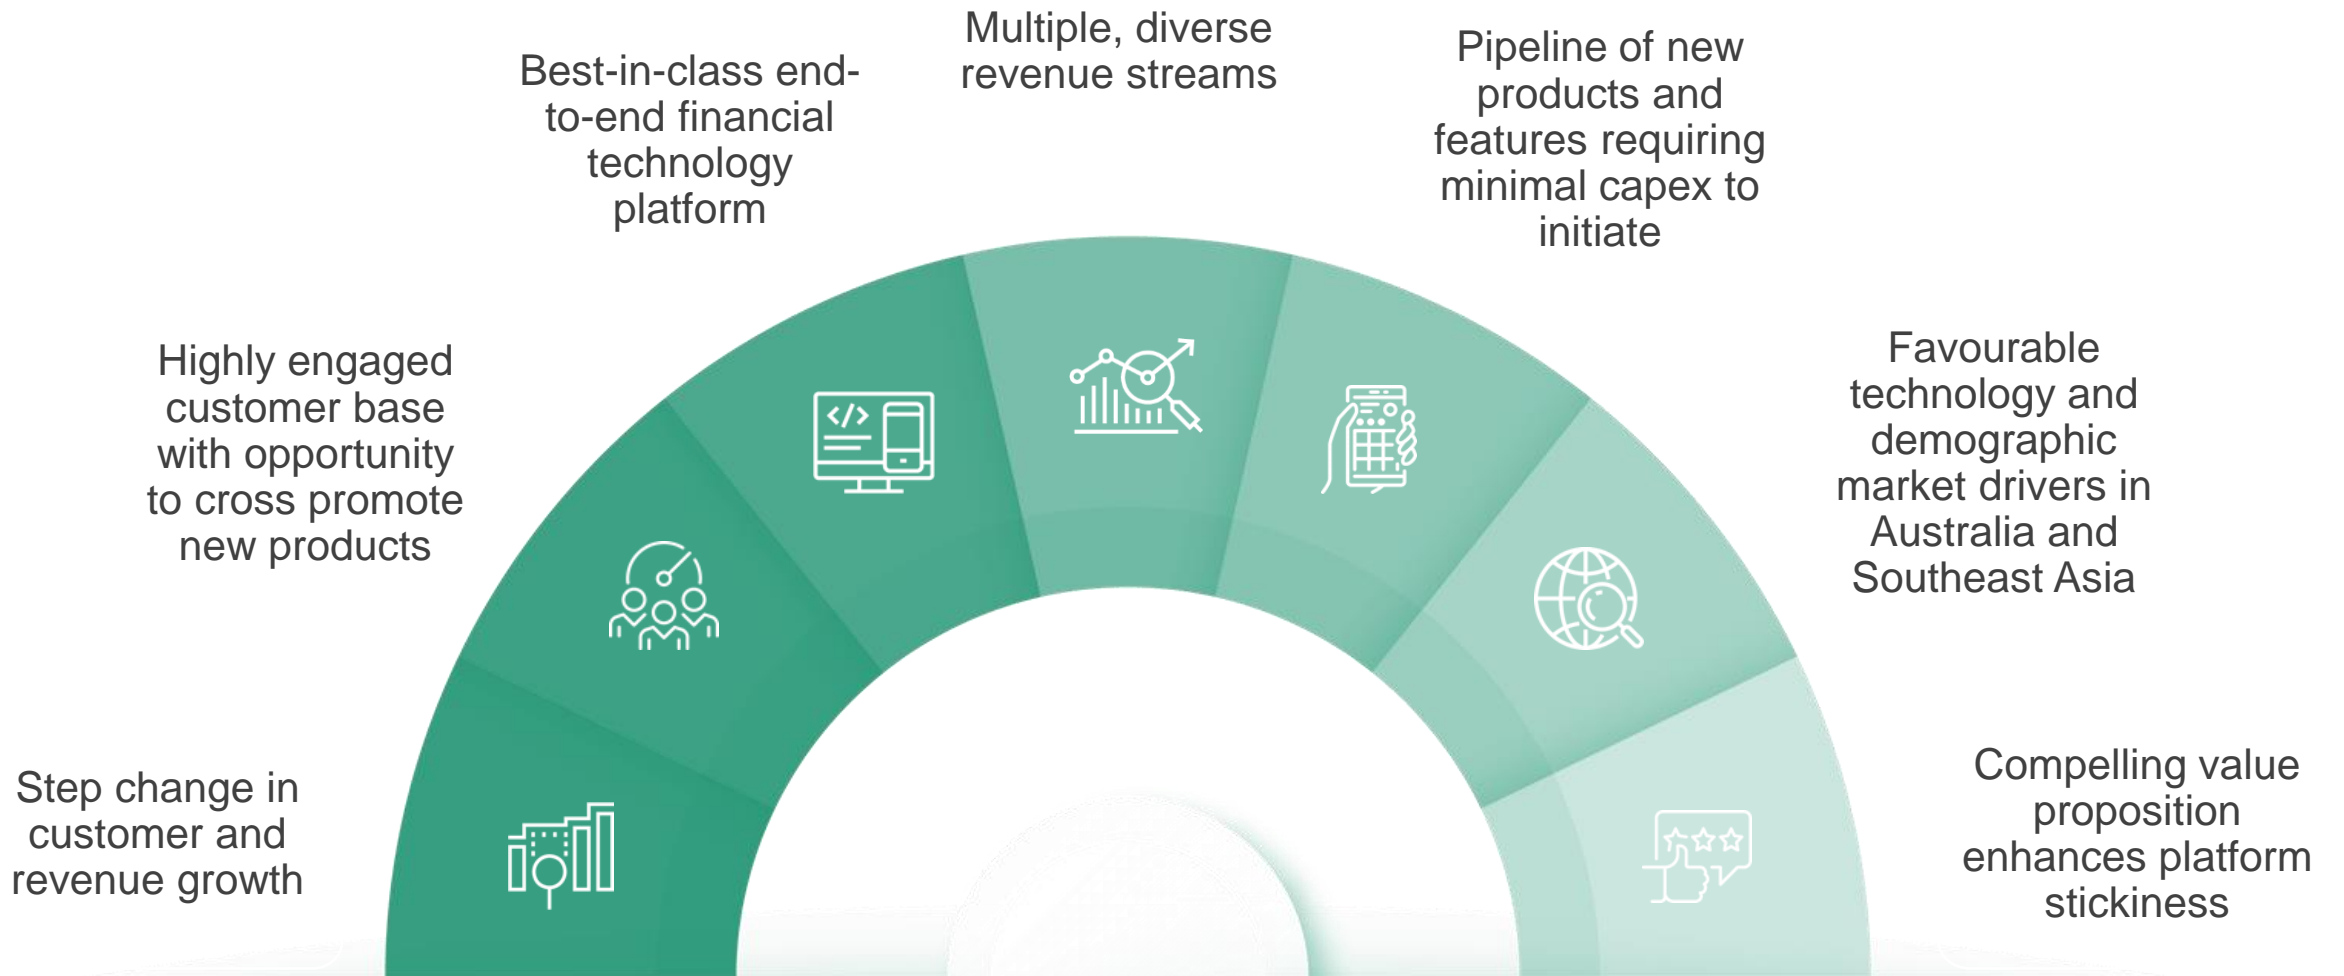 Step change in
customer and
revenue growth
Highly engaged
customer base
with opportunity
to cross promote
new products
Best-in-class end-
to-end financial
technology
platform
Multiple, diverse
revenue streams
Pipeline of new
products and
features requiring
minimal capex to
initiate
Favourable
technology and
demographic
market drivers in
Australia and
Southeast Asia
Compelling value
proposition
enhances platform
stickiness